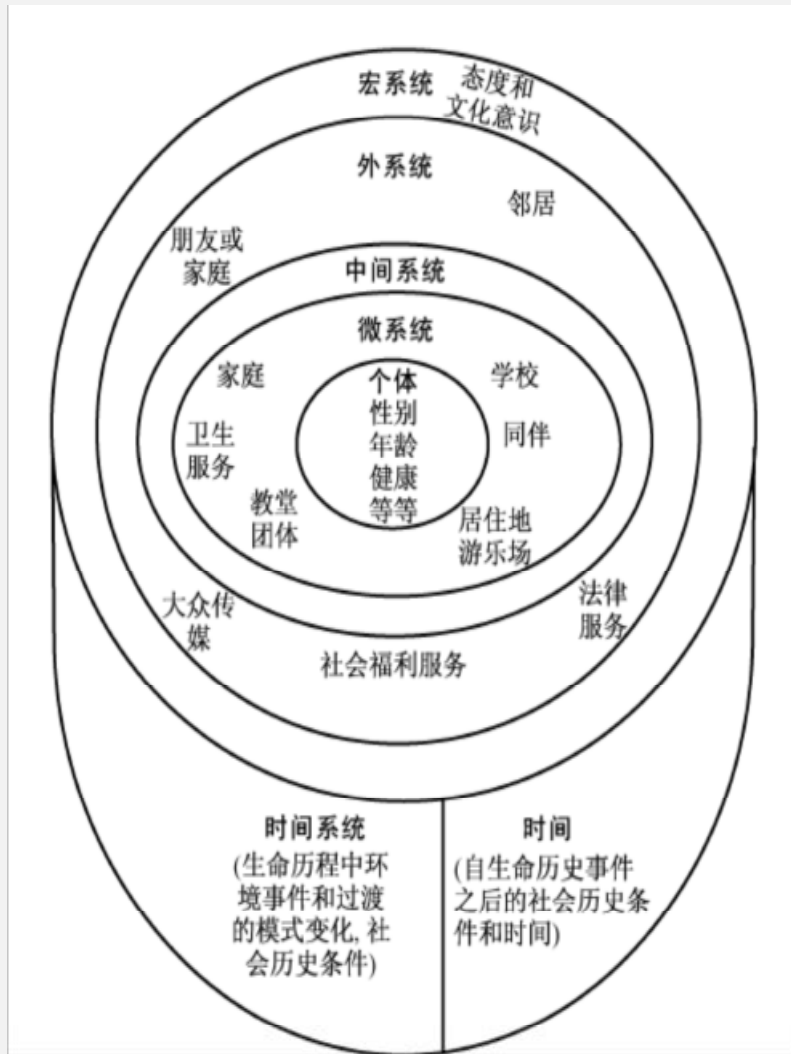 宏系统
态度和
文化意识
外系统
邻居
朋友或
家庭
中间系统
微系统
家庭
学校
个体
性别
年龄
健康
等等
卫生
服务
同伴
教堂
团体
居住地
游乐场
大众传
媒
法律
服务
社会福利服务
时间系统
(生命历程中环
境事件和过渡
的模式变化, 社
会历史条件)
时间
(自生命历史事件
之后的社会历史条
件和时间)